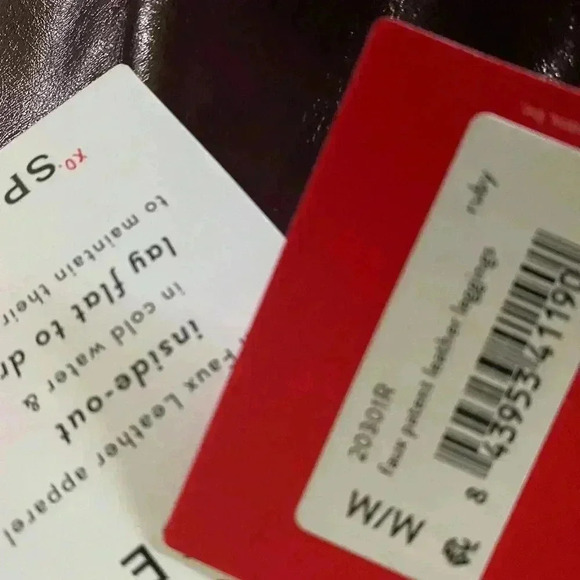 ruby
20301R
faux patent leather leggings
8 43953 41190
M/M
E
Faux Leather apparel
inside-out
in cold water &
lay flat to dr
to maintain their
xo. SP